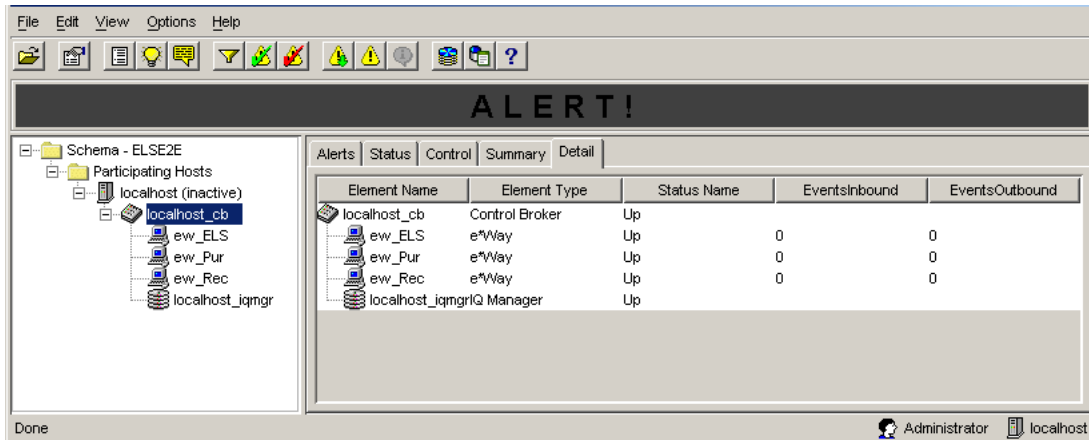 File Edit View Options Help
ALERT!
Schema - ELSE2E
Participating Hosts
localhost (inactive)
localhost_cb
ew_ELS
ew_Pur
ew_Rec
localhost_iqmgr
Alerts Status Control Summary Detail
Element Name Element Type Status Name EventsInbound EventsOutbound
localhost_cb Control Broker Up
ew_ELS e*Way Up 0 0
ew_Pur e*Way Up 0 0
ew_Rec e*Way Up 0 0
localhost_iqmgrIQ Manager Up
Done Administrator localhost